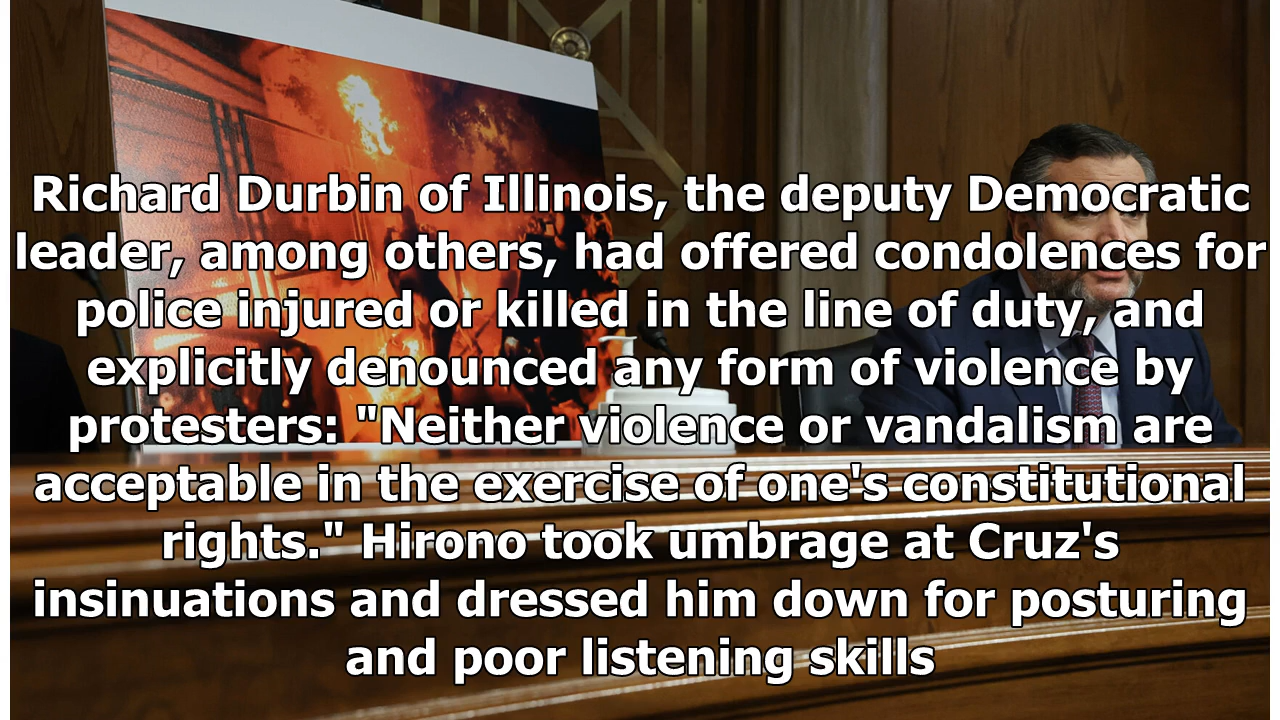 Richard Durbin of Illinois, the deputy Democratic
leader, among others, had offered condolences for
police injured or killed in the line of duty, and
explicitly denounced any form of violence by
protesters: "Neither violence or vandalism are
acceptable in the exercise of one's constitutional
rights." Hirono took umbrage at Cruz's
insinuations and dressed him down for posturing
and poor listening skills